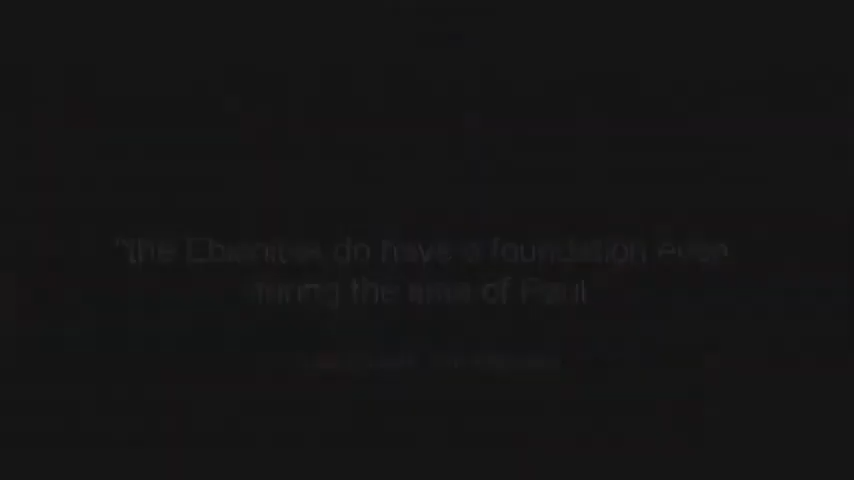 "the Ebionites do have a foundation even
during the time of Paul